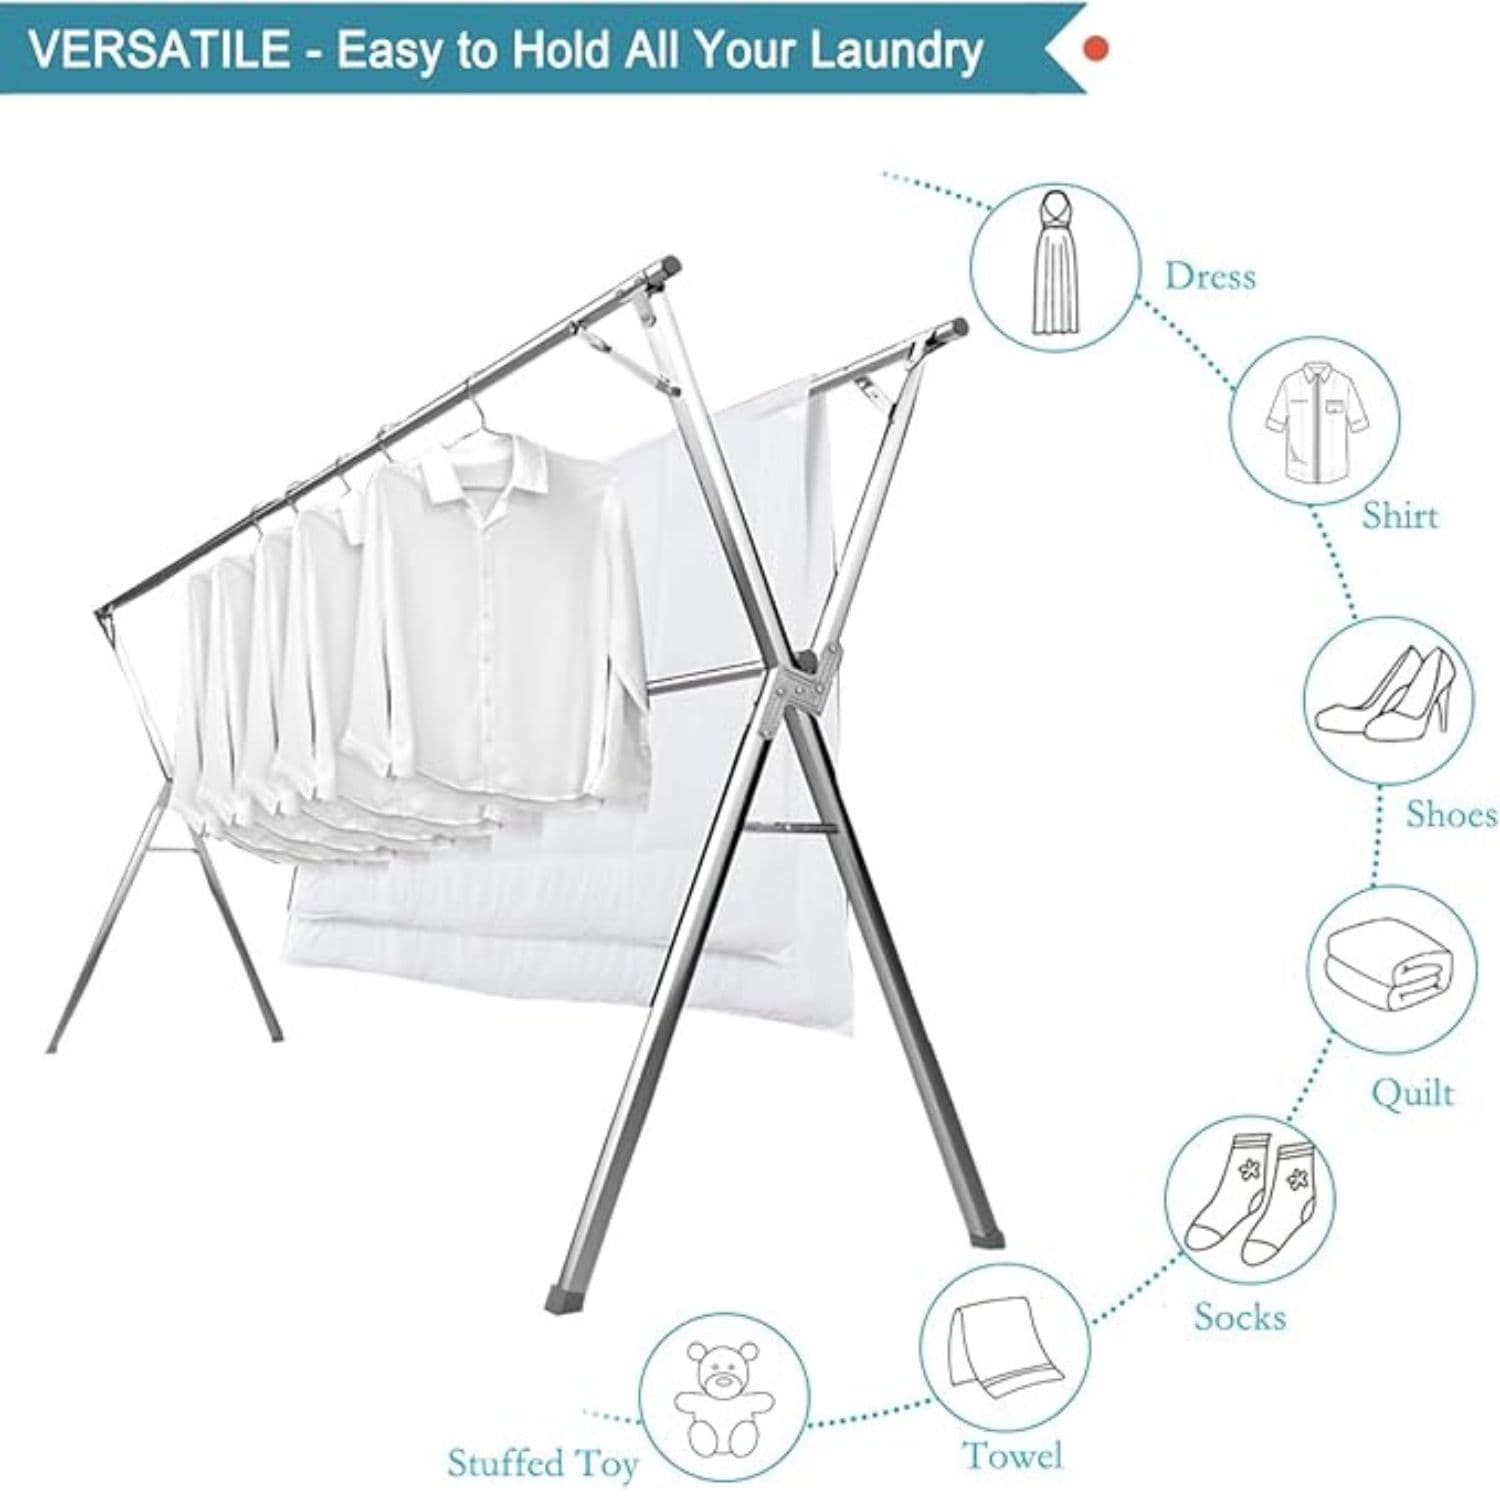 VERSATILE - Easy to Hold All Your Laundry
Dress
Shirt
Shoes
Quilt
Socks
Towel
Stuffed Toy